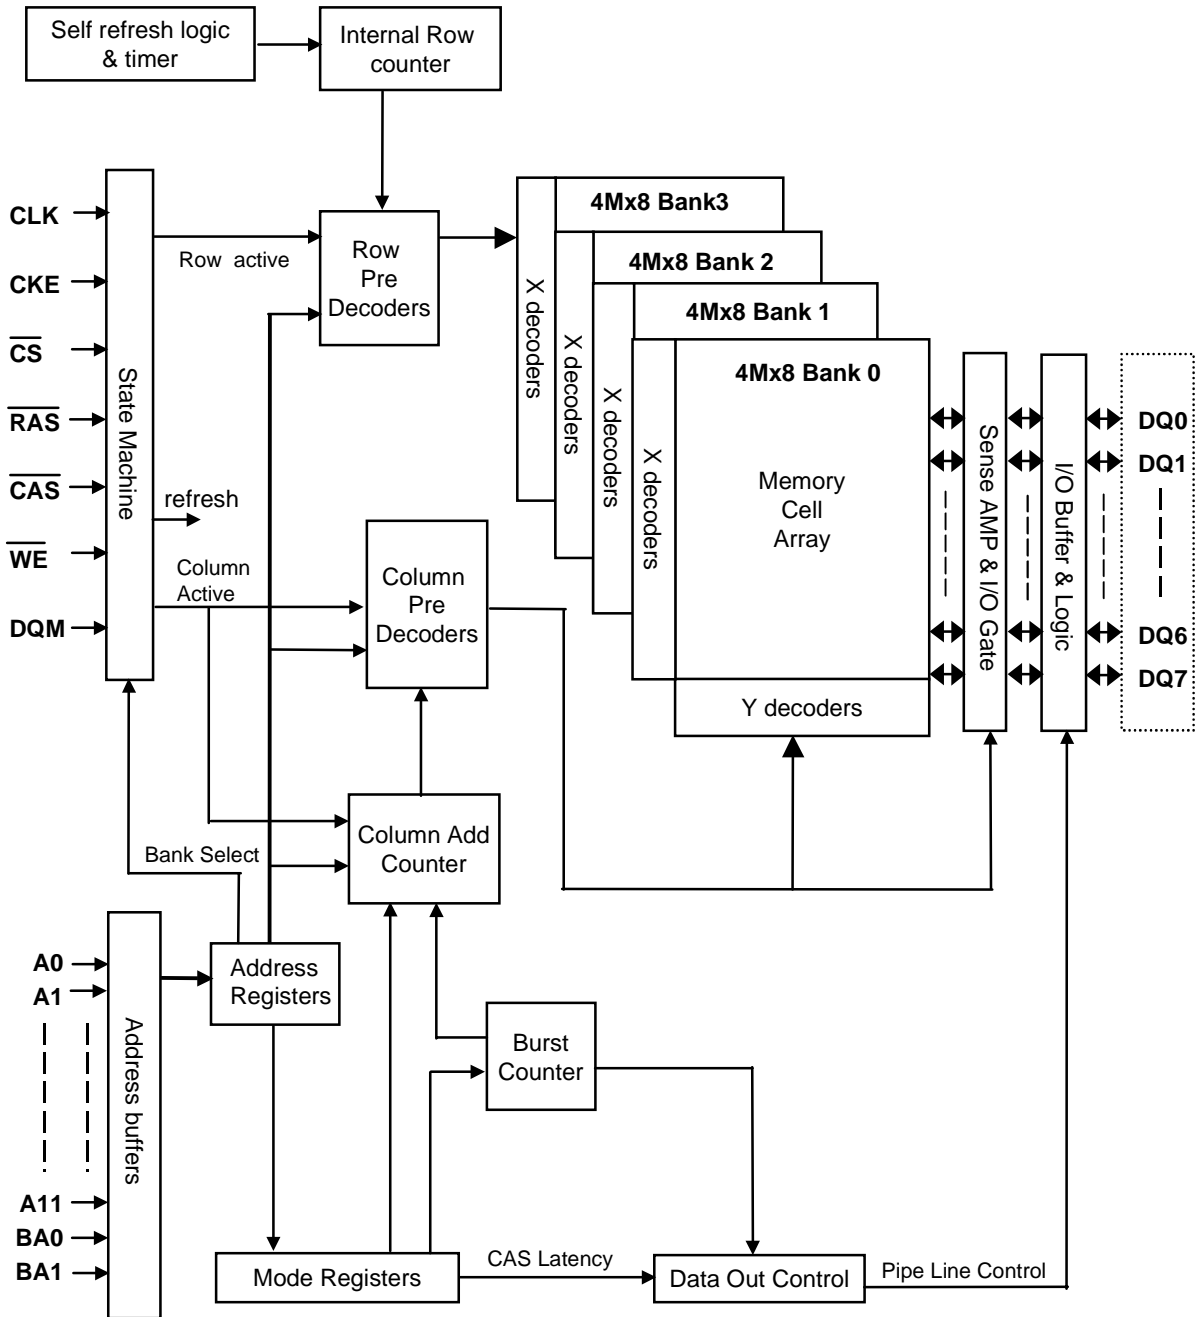 Self refresh logic
& timer
Internal Row
counter
CLK
CKE
CS
RAS
CAS
WE
DQM
State Machine
Row active
refresh
Column
Active
Bank Select
Row
Pre
Decoders
Column
Pre
Decoders
Column Add
Counter
X decoders
X decoders
X decoders
X decoders
4Mx8 Bank3
4Mx8 Bank 2
4Mx8 Bank 1
4Mx8 Bank 0
Memory
Cell
Array
Y decoders
Sense AMP & I/O Gate
I/O Buffer & Logic
DQ0
DQ1
DQ6
DQ7
A0
A1
A11
BA0
BA1
Address buffers
Address
Registers
Burst
Counter
Mode Registers
CAS Latency
Data Out Control
Pipe Line Control